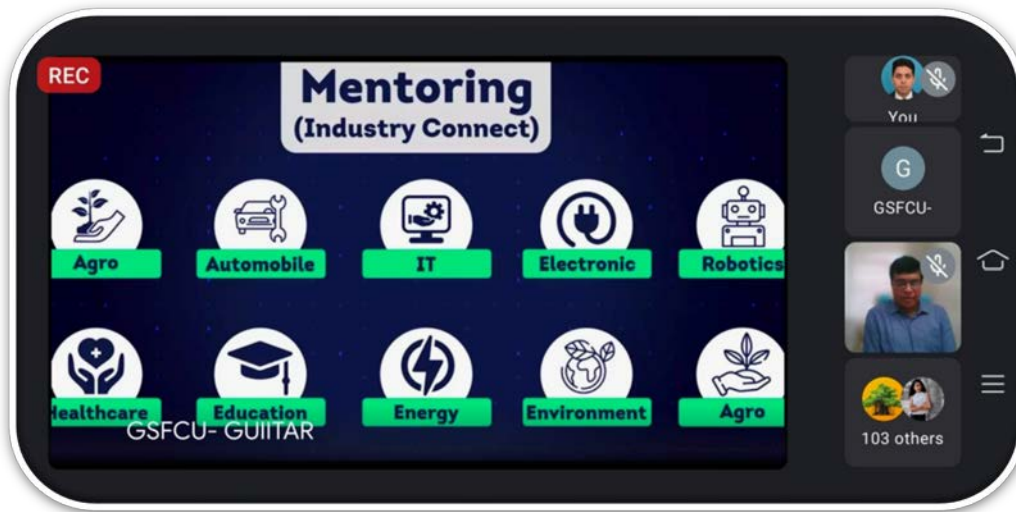 REC
Mentoring
(Industry Connect)
Agro
Automobile
IT
Electronic
Robotics
Healthcare
Education
Energy
Environment
Agro
GSFCU- GUIITAR
You
G
GSFCU-
103 others